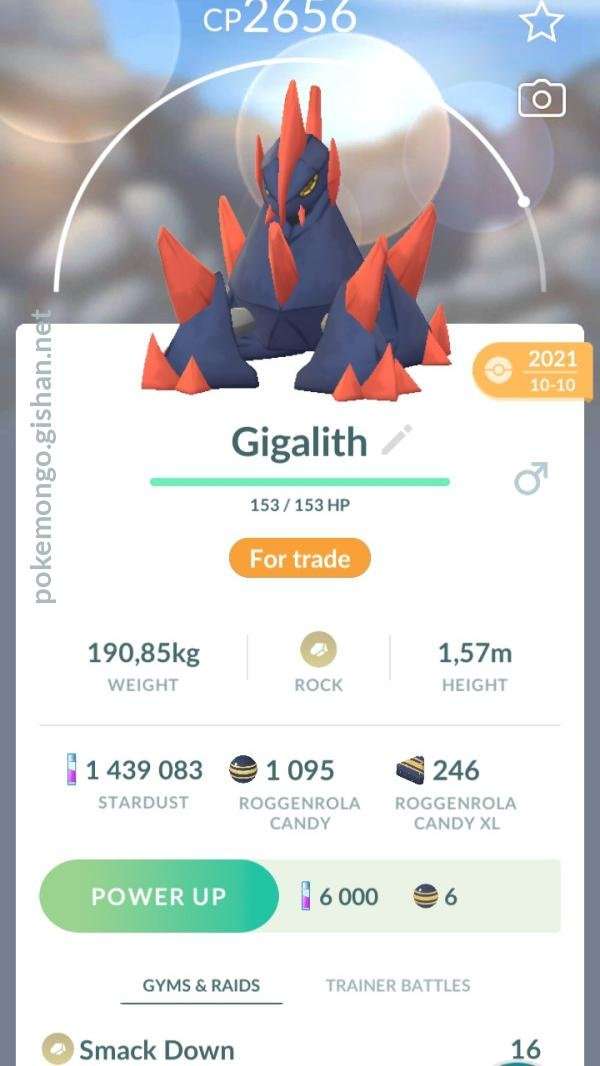 CP2656
2021
10-10
pokemongo.gishan.net
Gigalith
153 / 153 HP
For trade
190,85kg
WEIGHT
ROCK
1,57m
HEIGHT
1 439 083
STARDUST
1 095
ROGGENROLA
CANDY
246
ROGGENROLA
CANDY XL
POWER UP
6 000
6
GYMS & RAIDS
TRAINER BATTLES
Smack Down
16